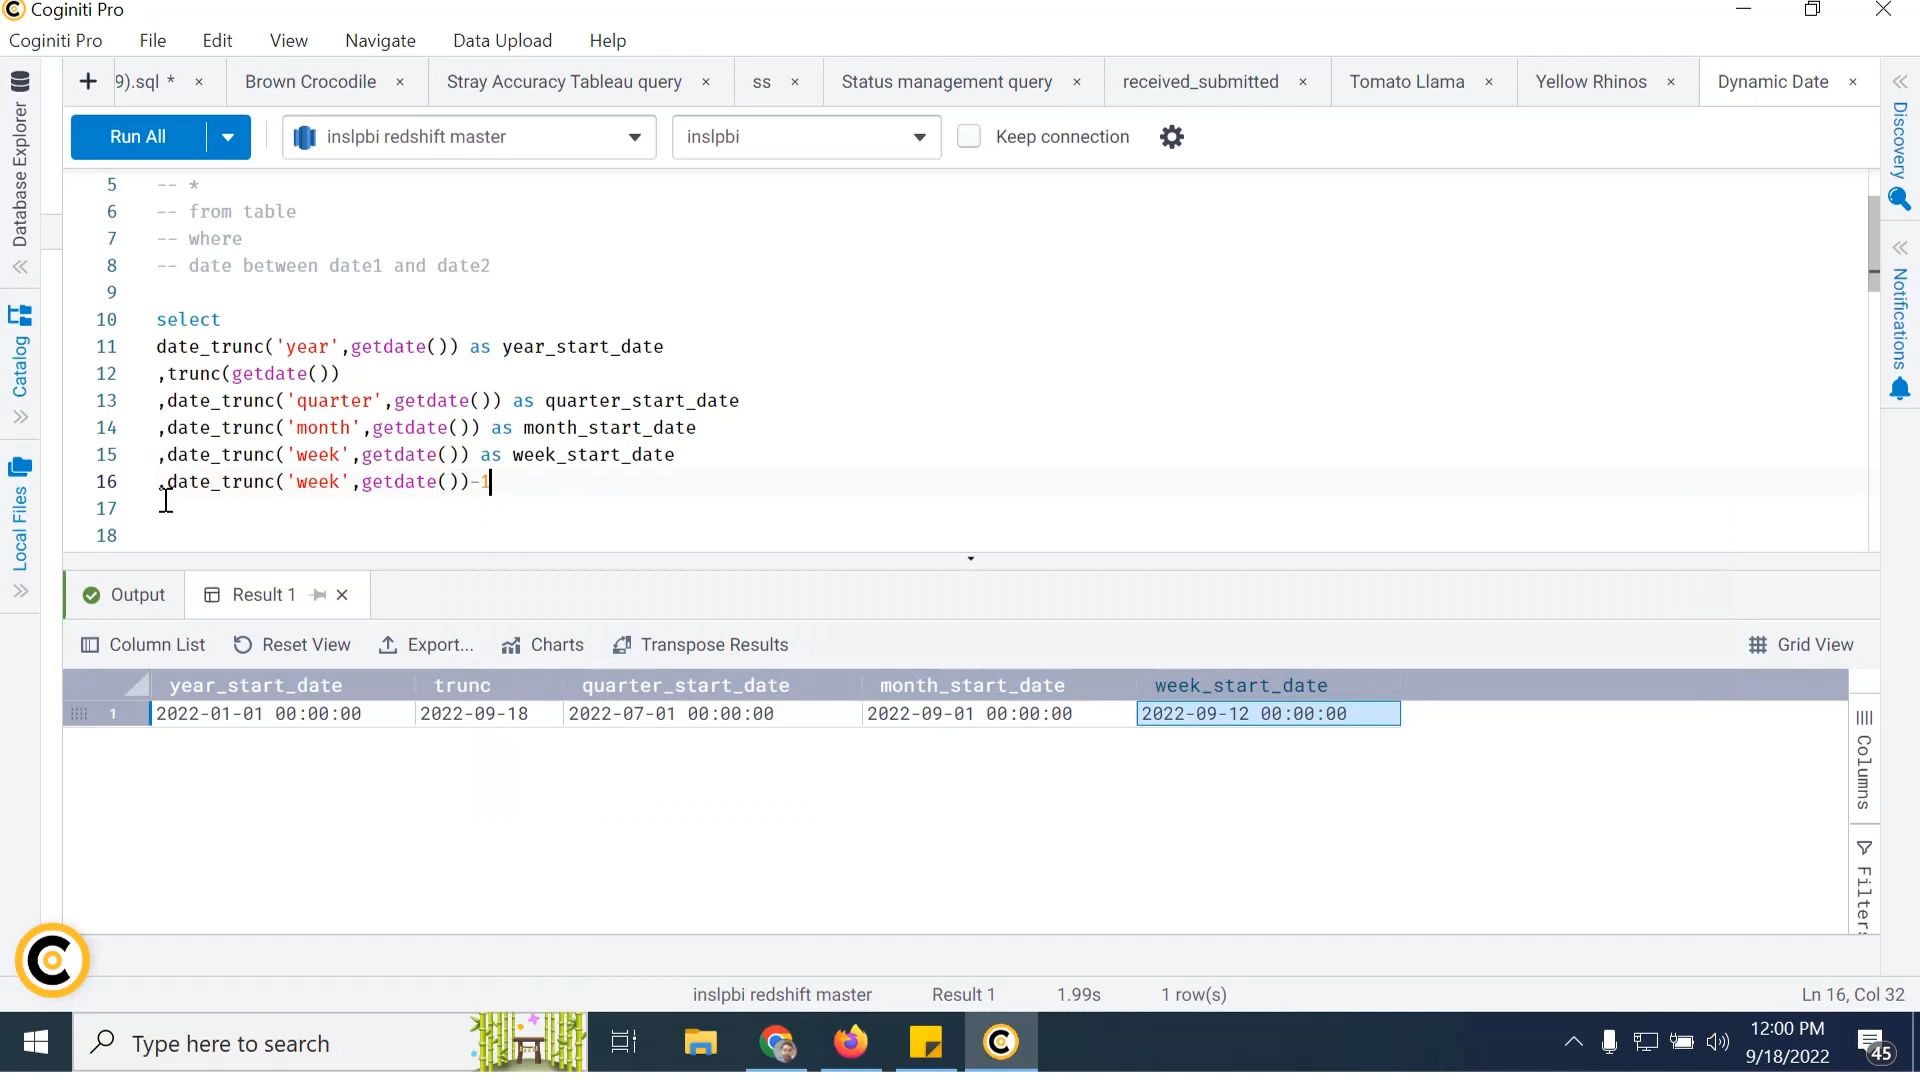 Coginiti Pro
Coginiti Pro File Edit View Navigate Data Upload Help
9).sql * × Brown Crocodile × Stray Accuracy Tableau query × ss × Status management query × received_submitted × Tomato Llama × Yellow Rhinos × Dynamic Date ×
Run All inslpbi redshift master inslpbi Keep connection
Database Explorer
Catalog
Local Files
Discovery
Notifications
5 -- *
6 -- from table
7 -- where
8 -- date between date1 and date2
9
10 select
11 date_trunc('year',getdate()) as year_start_date
12 ,trunc(getdate())
13 ,date_trunc('quarter',getdate()) as quarter_start_date
14 ,date_trunc('month',getdate()) as month_start_date
15 ,date_trunc('week',getdate()) as week_start_date
16 ,date_trunc('week',getdate())-1
17
18
Output Result 1
Column List Reset View Export... Charts Transpose Results Grid View
year_start_date trunc quarter_start_date month_start_date week_start_date
1 2022-01-01 00:00:00 2022-09-18 2022-07-01 00:00:00 2022-09-01 00:00:00 2022-09-12 00:00:00
Columns
Filters
inslpbi redshift master Result 1 1.99s 1 row(s) Ln 16, Col 32
Type here to search
12:00 PM
9/18/2022
45